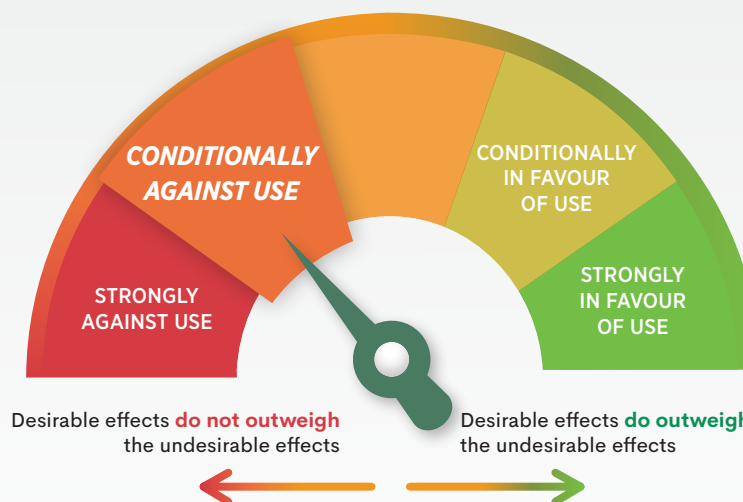 CONDITIONALLY
AGAINST USE
CONDITIONALLY
IN FAVOUR
OF USE
STRONGLY
AGAINST USE
STRONGLY
IN FAVOUR
OF USE
Desirable effects do not outweigh
the undesirable effects
Desirable effects do outweigh
the undesirable effects